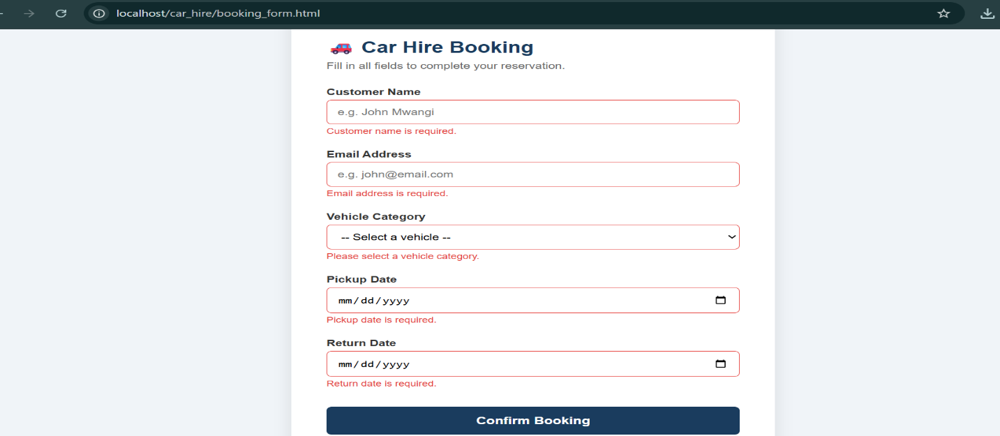 localhost/car_hire/booking_form.html
Car Hire Booking
Fill in all fields to complete your reservation.
Customer Name
e.g. John Mwangi
Customer name is required.
Email Address
e.g. john@email.com
Email address is required.
Vehicle Category
-- Select a vehicle --
Please select a vehicle category.
Pickup Date
mm/dd/yyyy
Pickup date is required.
Return Date
mm/dd/yyyy
Return date is required.
Confirm Booking